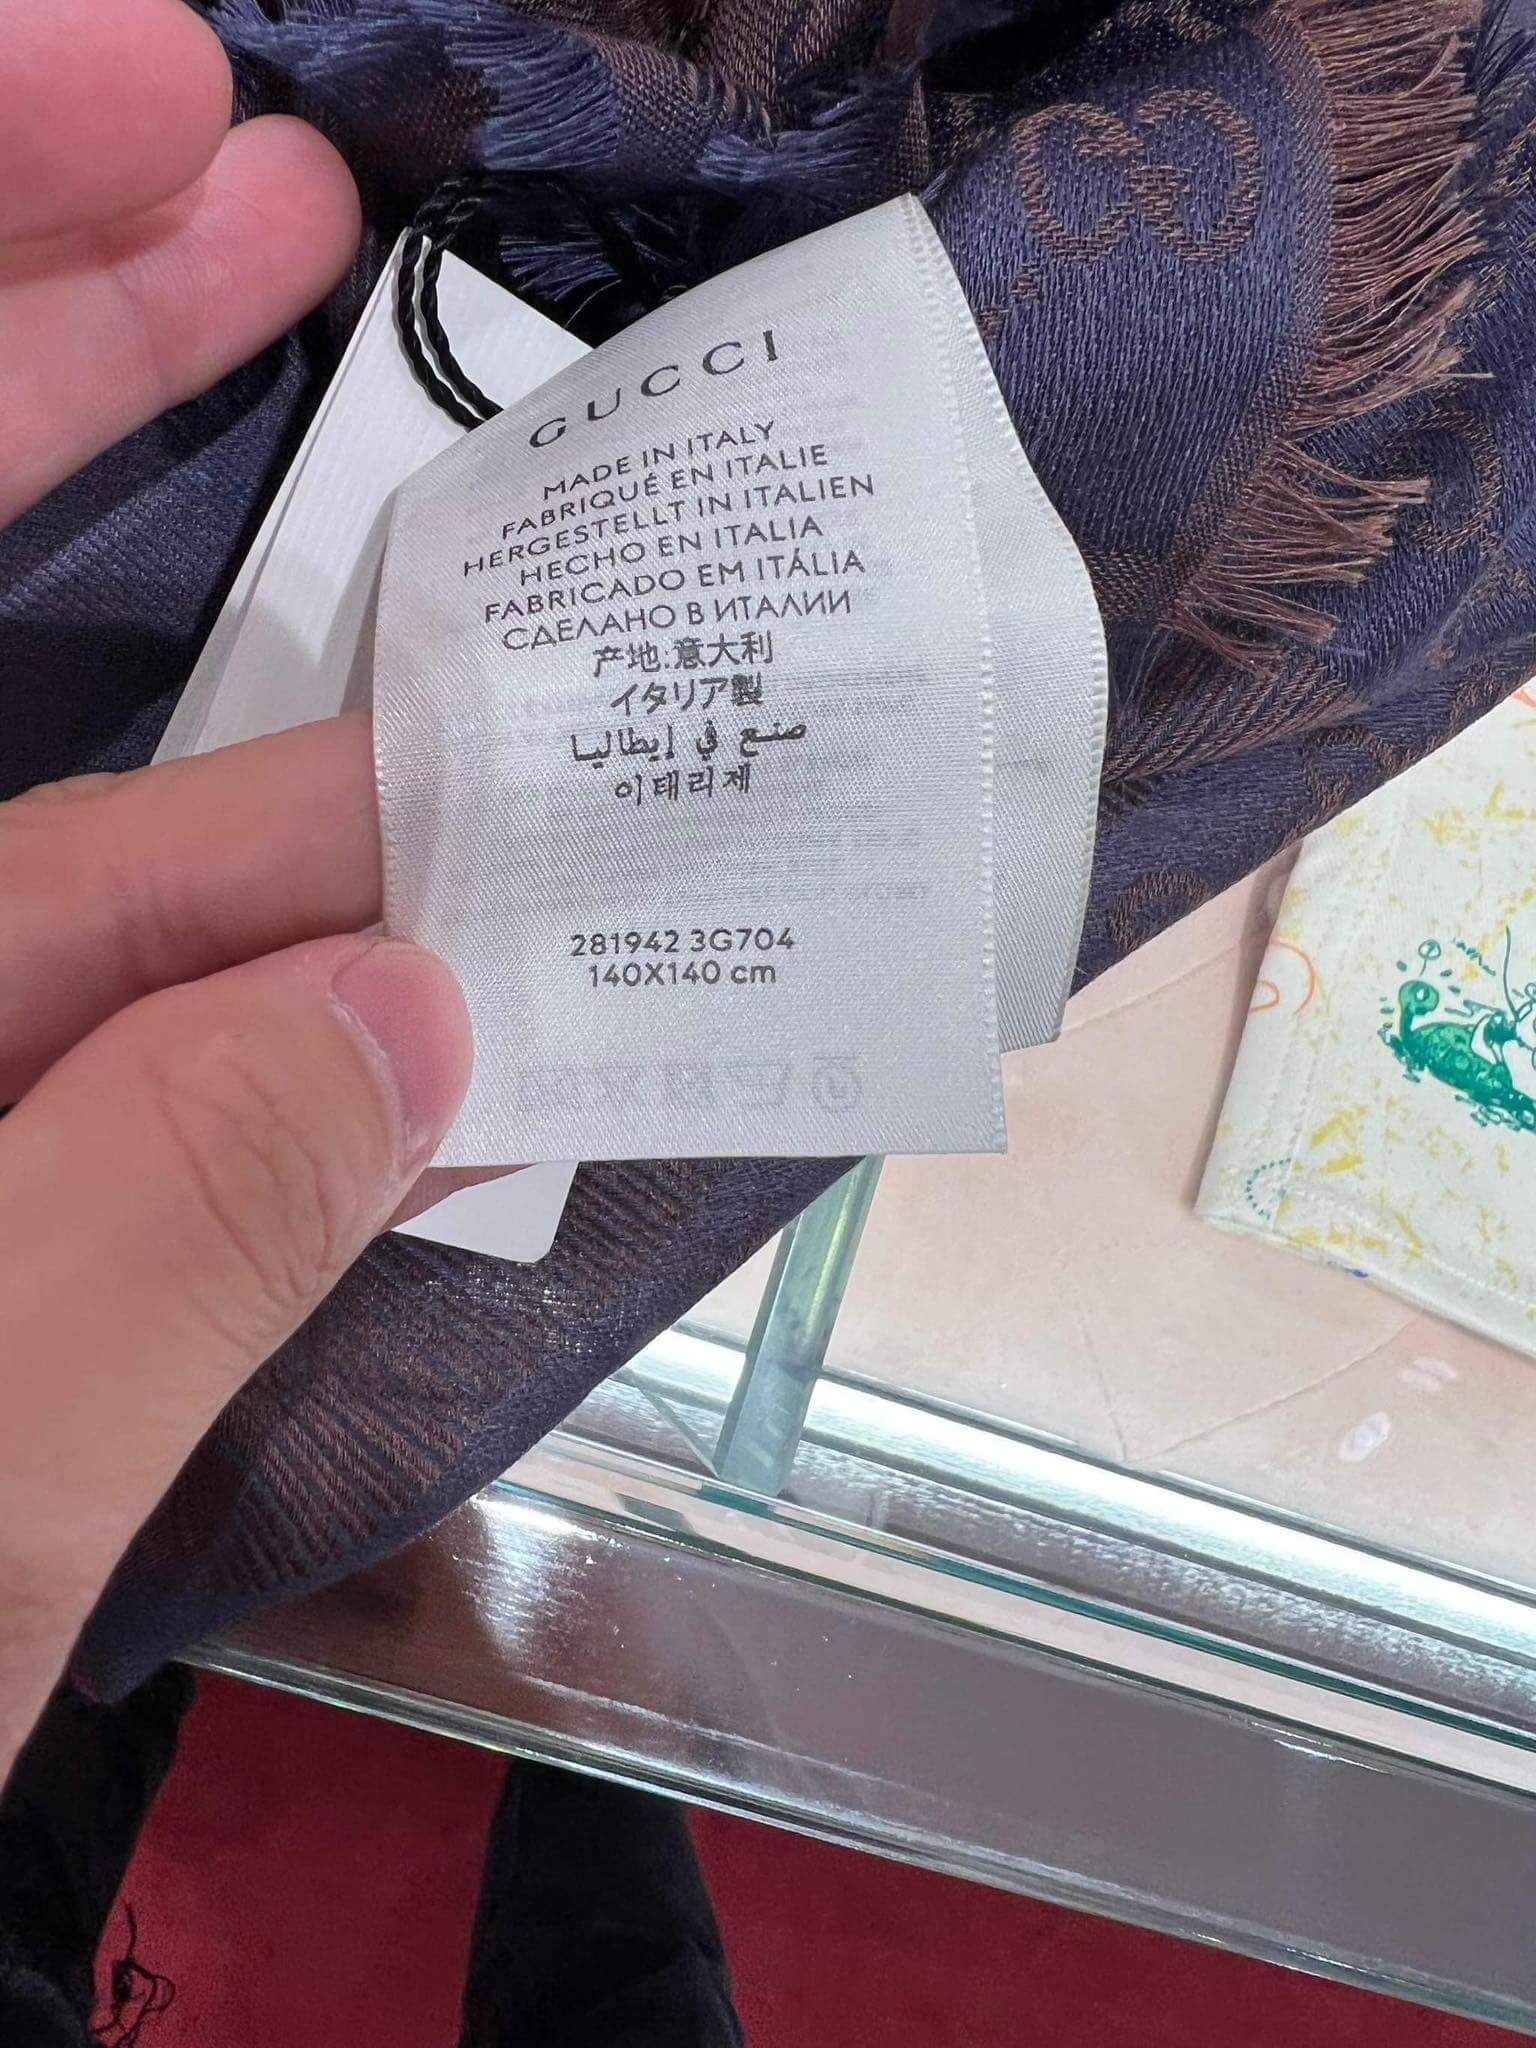 GUCCI
MADE IN ITALY
FABRIQUÉ EN ITALIE
HERGESTELLT IN ITALIEN
HECHO EN ITALIA
FABRICADO EM ITÁLIA
СДЕЛАНО В ИТАЛИИ
产地:意大利
イタリア製
صنع في إيطاليا
이태리제
281942 3G704
140X140 cm